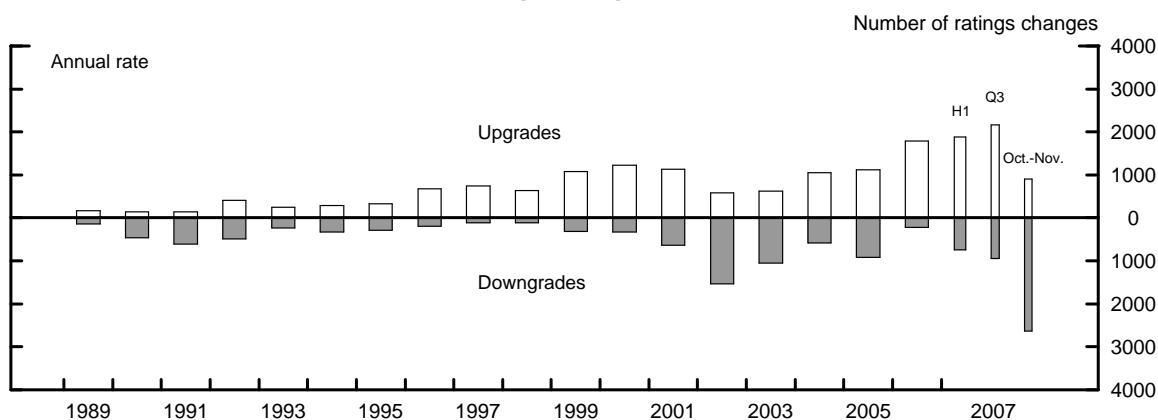 Number of ratings changes
Annual rate
Upgrades
Downgrades
H1
Q3
Oct.-Nov.
4000
3000
2000
1000
0
1000
2000
3000
4000
1989 1991 1993 1995 1997 1999 2001 2003 2005 2007